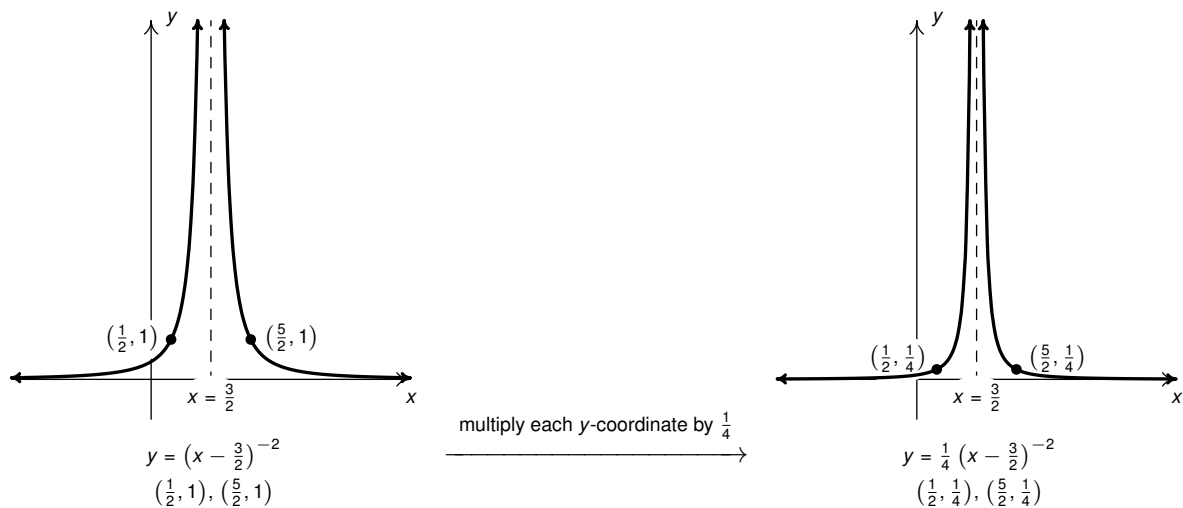 y
(1/2, 1)
(5/2, 1)
x = 3/2
x
y = (x − 3/2)^−2
(1/2, 1), (5/2, 1)
multiply each y-coordinate by 1/4
y
(1/2, 1/4)
(5/2, 1/4)
x = 3/2
x
y = 1/4 (x − 3/2)^−2
(1/2, 1/4), (5/2, 1/4)